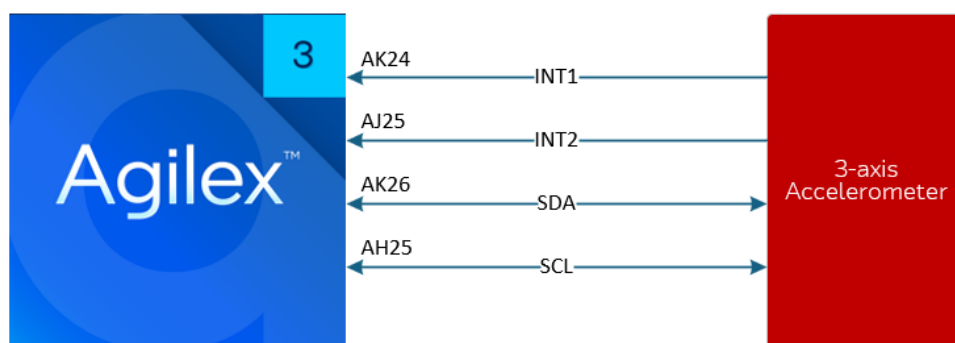 3
Agilex™
AK24
INT1
AJ25
INT2
AK26
SDA
AH25
SCL
3-axis
Accelerometer